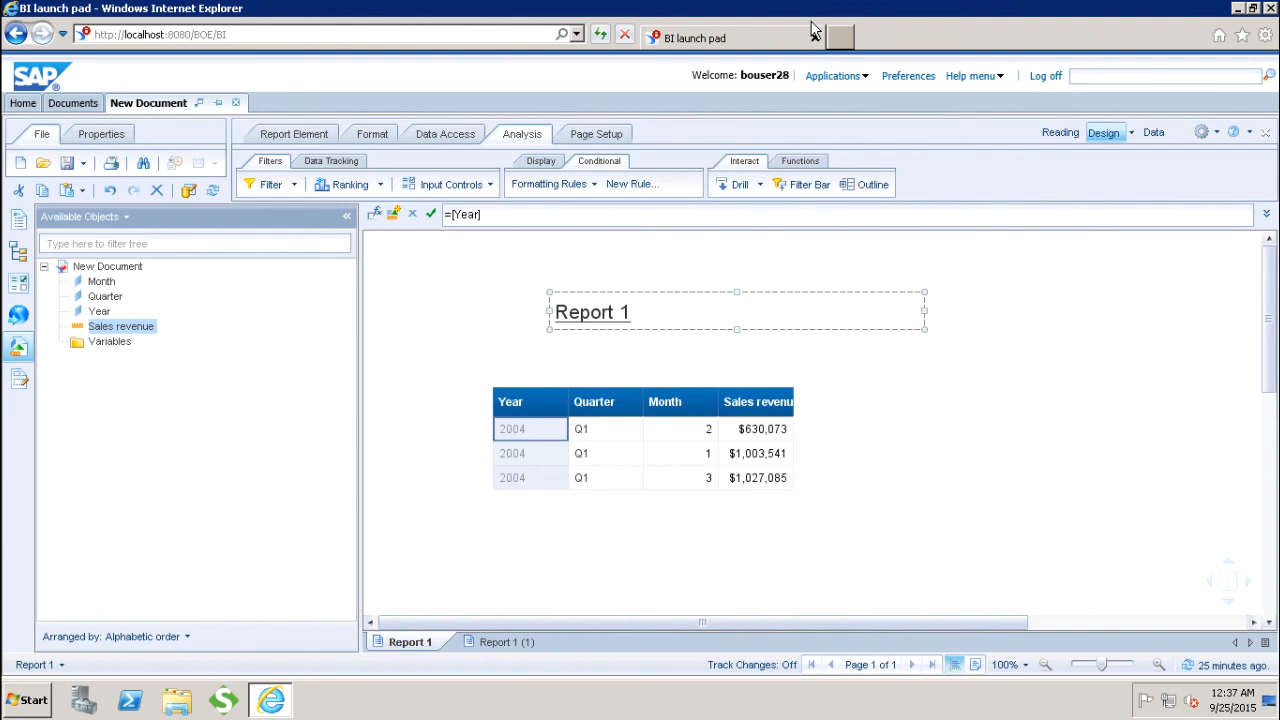 BI launch pad - Windows Internet Explorer
http://localhost:8080/BOE/BI
BI launch pad
SAP
Welcome: bouser28
Applications
Preferences
Help menu
Log off
Home
Documents
New Document
File
Properties
Report Element
Format
Data Access
Analysis
Page Setup
Reading
Design
Data
Filters
Data Tracking
Display
Conditional
Interact
Functions
Filter
Ranking
Input Controls
Formatting Rules
New Rule...
Drill
Filter Bar
Outline
Available Objects
=[Year]
Type here to filter tree
New Document
Month
Quarter
Year
Sales revenue
Variables
Report 1
Year Quarter Month Sales revenu
2004 Q1 2 $630,073
2004 Q1 1 $1,003,541
2004 Q1 3 $1,027,085
Arranged by: Alphabetic order
Report 1
Report 1 (1)
Report 1
Track Changes: Off
Page 1 of 1
100%
25 minutes ago.
Start
12:37 AM
9/25/2015